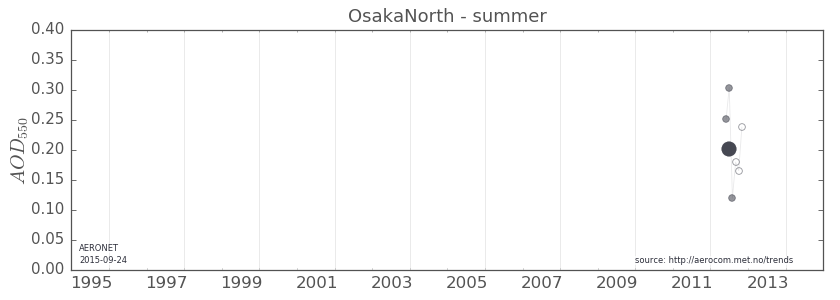 OsakaNorth - summer
0.40
0.35
0.30
0.25
0.20
0.15
0.10
0.05
0.00
AOD550
AERONET
2015-09-24
source: http://aerocom.met.no/trends
1995 1997 1999 2001 2003 2005 2007 2009 2011 2013